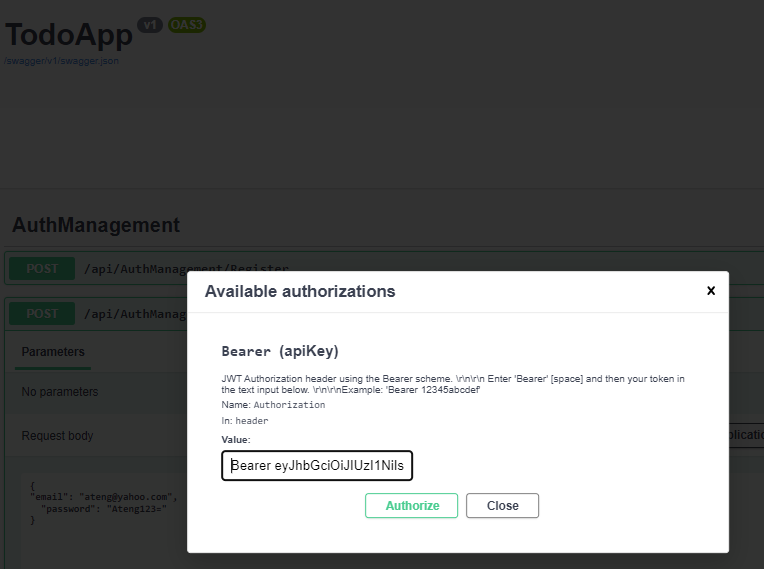 TodoApp v1 OAS3
/swagger/v1/swagger.json
AuthManagement
POST /api/AuthManagement/Register
POST /api/AuthManag
Available authorizations x
Parameters
Bearer (apiKey)
JWT Authorization header using the Bearer scheme. \r\n\r\n Enter 'Bearer' [space] and then your token in
the text input below. \r\n\r\nExample: 'Bearer 12345abcdef'
No parameters
Name: Authorization
In: header
Request body
Value:
Bearer eyJhbGciOiJIUzI1NiIs
{
"email": "ateng@yahoo.com",
"password": "Ateng123="
}
Authorize Close